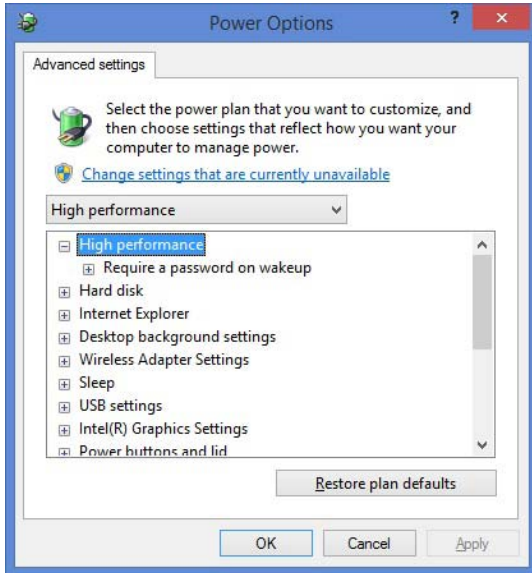 Power Options
?
Advanced settings
Select the power plan that you want to customize, and
then choose settings that reflect how you want your
computer to manage power.
Change settings that are currently unavailable
High performance
High performance
Require a password on wakeup
Hard disk
Internet Explorer
Desktop background settings
Wireless Adapter Settings
Sleep
USB settings
Intel(R) Graphics Settings
Power buttons and lid
Restore plan defaults
OK
Cancel
Apply